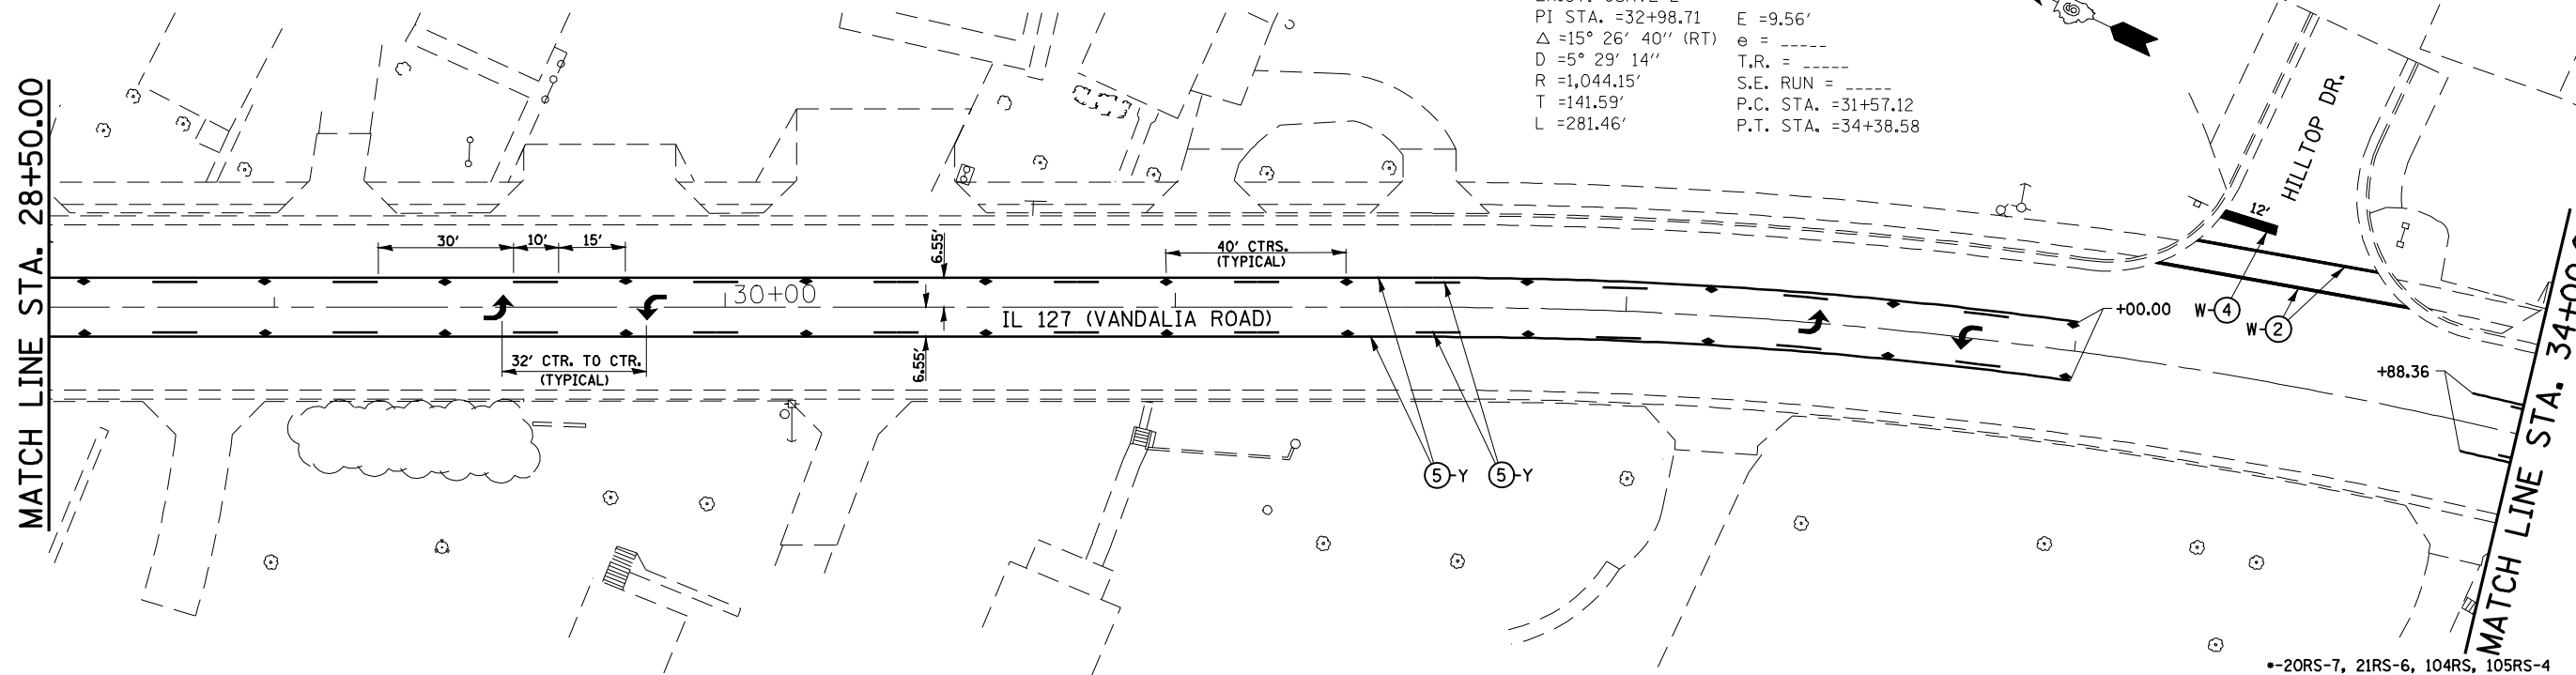 PI STA. =32+98.71 E =9.56'
△ =15° 26' 40'' (RT) e = _____
D =5° 29' 14'' T.R. = _____
R =1,044.15' S.E. RUN = _____
T =141.59' P.C. STA. =31+57.12
L =281.46' P.T. STA. =34+38.58
HILLTOP DR.
MATCH LINE STA. 28+50.00
12'
30'
10'
15'
6.55'
40' CTRS.
(TYPICAL)
30+00
IL 127 (VANDALIA ROAD)
+00.00
W-4
W-2
32' CTR. TO CTR.
(TYPICAL)
6.55'
+88.36
5-Y
5-Y
MATCH LINE STA. 34+00
*-20RS-7, 21RS-6, 104RS, 105RS-4